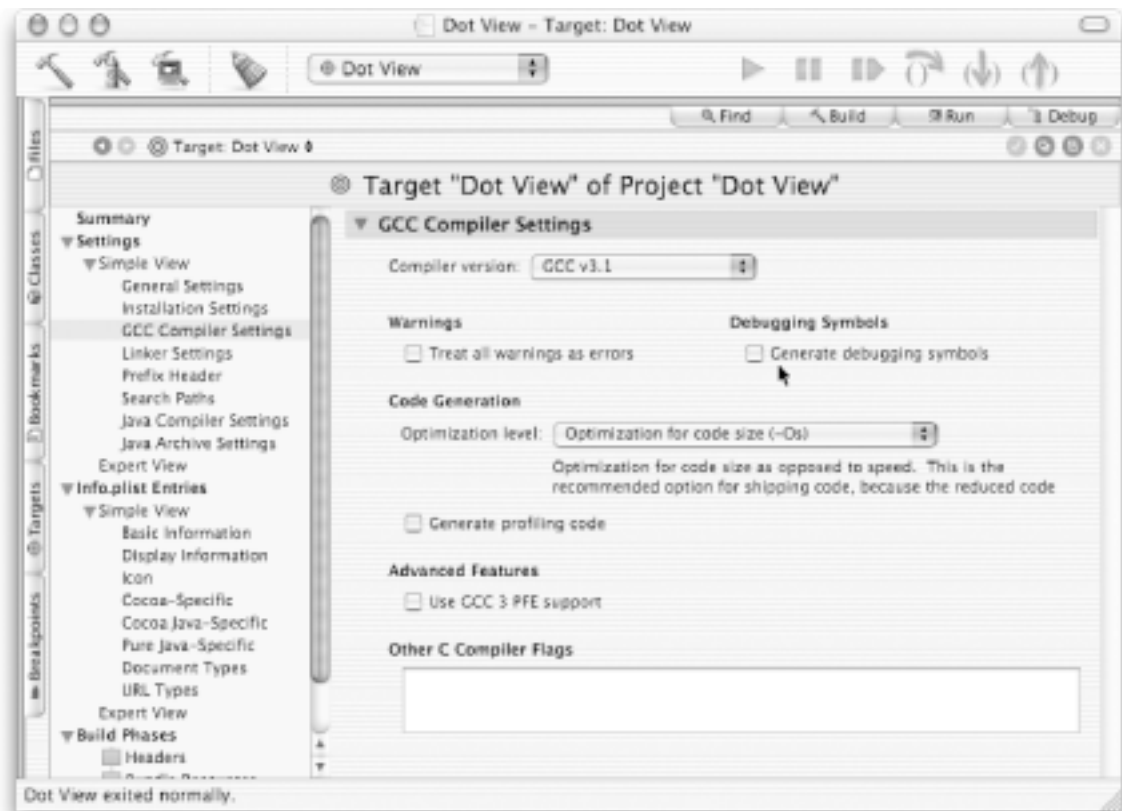 Dot View – Target: Dot View
Dot View
Find
Build
Run
Debug
Target: Dot View
Target "Dot View" of Project "Dot View"
Files
Classes
Bookmarks
Targets
Breakpoints
Summary
Settings
Simple View
General Settings
Installation Settings
GCC Compiler Settings
Linker Settings
Prefix Header
Search Paths
Java Compiler Settings
Java Archive Settings
Expert View
Info.plist Entries
Simple View
Basic Information
Display Information
Icon
Cocoa-Specific
Cocoa Java-Specific
Pure Java-Specific
Document Types
URL Types
Expert View
Build Phases
Headers
Bundle Resources
GCC Compiler Settings
Compiler version: GCC v3.1
Warnings
Treat all warnings as errors
Debugging Symbols
Generate debugging symbols
Code Generation
Optimization level: Optimization for code size (-Os)
Optimization for code size as opposed to speed. This is the
recommended option for shipping code, because the reduced code
Generate profiling code
Advanced Features
Use GCC 3 PFE support
Other C Compiler Flags
Dot View exited normally.